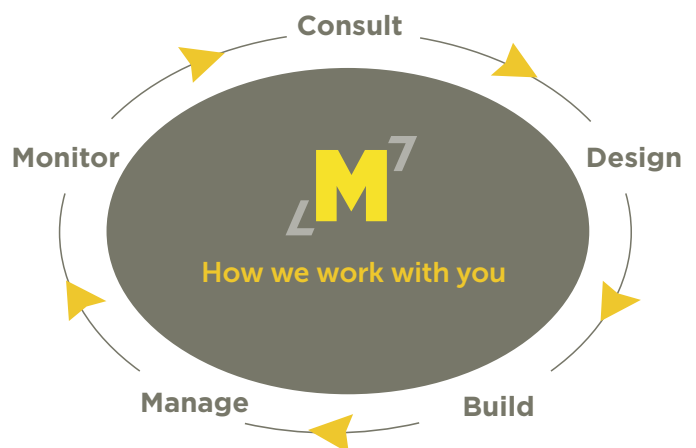 Consult
Monitor
Design
M
How we work with you
Manage
Build